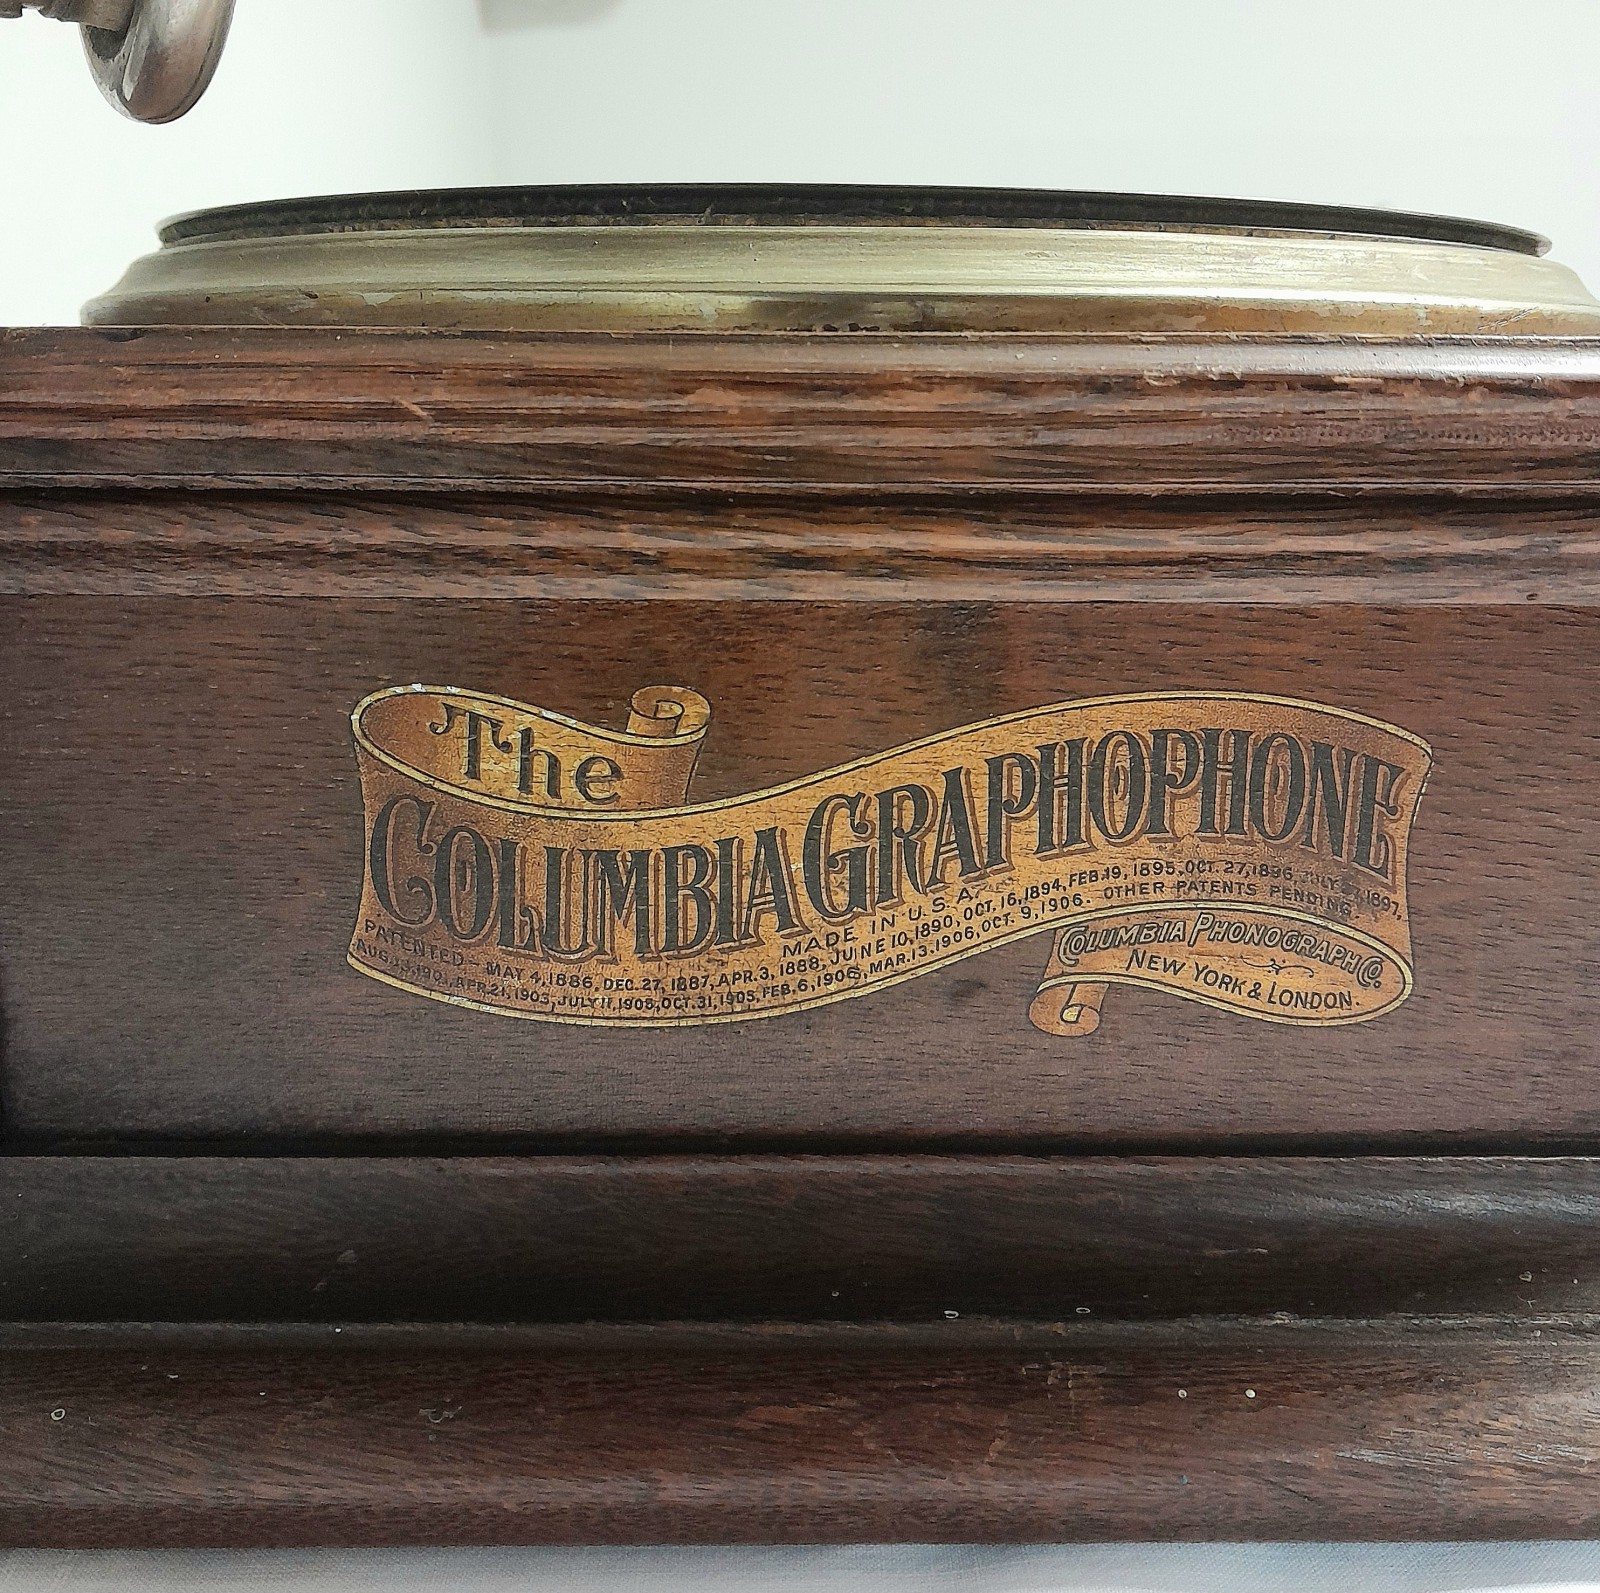 The
COLUMBIA GRAPHOPHONE
MADE IN U.S.A.
PATENTED MAY 4, 1886, DEC. 27, 1887, APR. 3, 1888, JUNE 10, 1890, OCT. 16, 1894, FEB. 19, 1895, OCT. 27, 1896, JULY 1897,
AUG. 1901, APR. 21, 1903, JULY 11, 1905, OCT. 31, 1905, FEB. 6, 1906, MAR. 13. 1906, OCT. 9, 1906. OTHER PATENTS PENDING.
COLUMBIA PHONOGRAPH CO.
NEW YORK & LONDON.